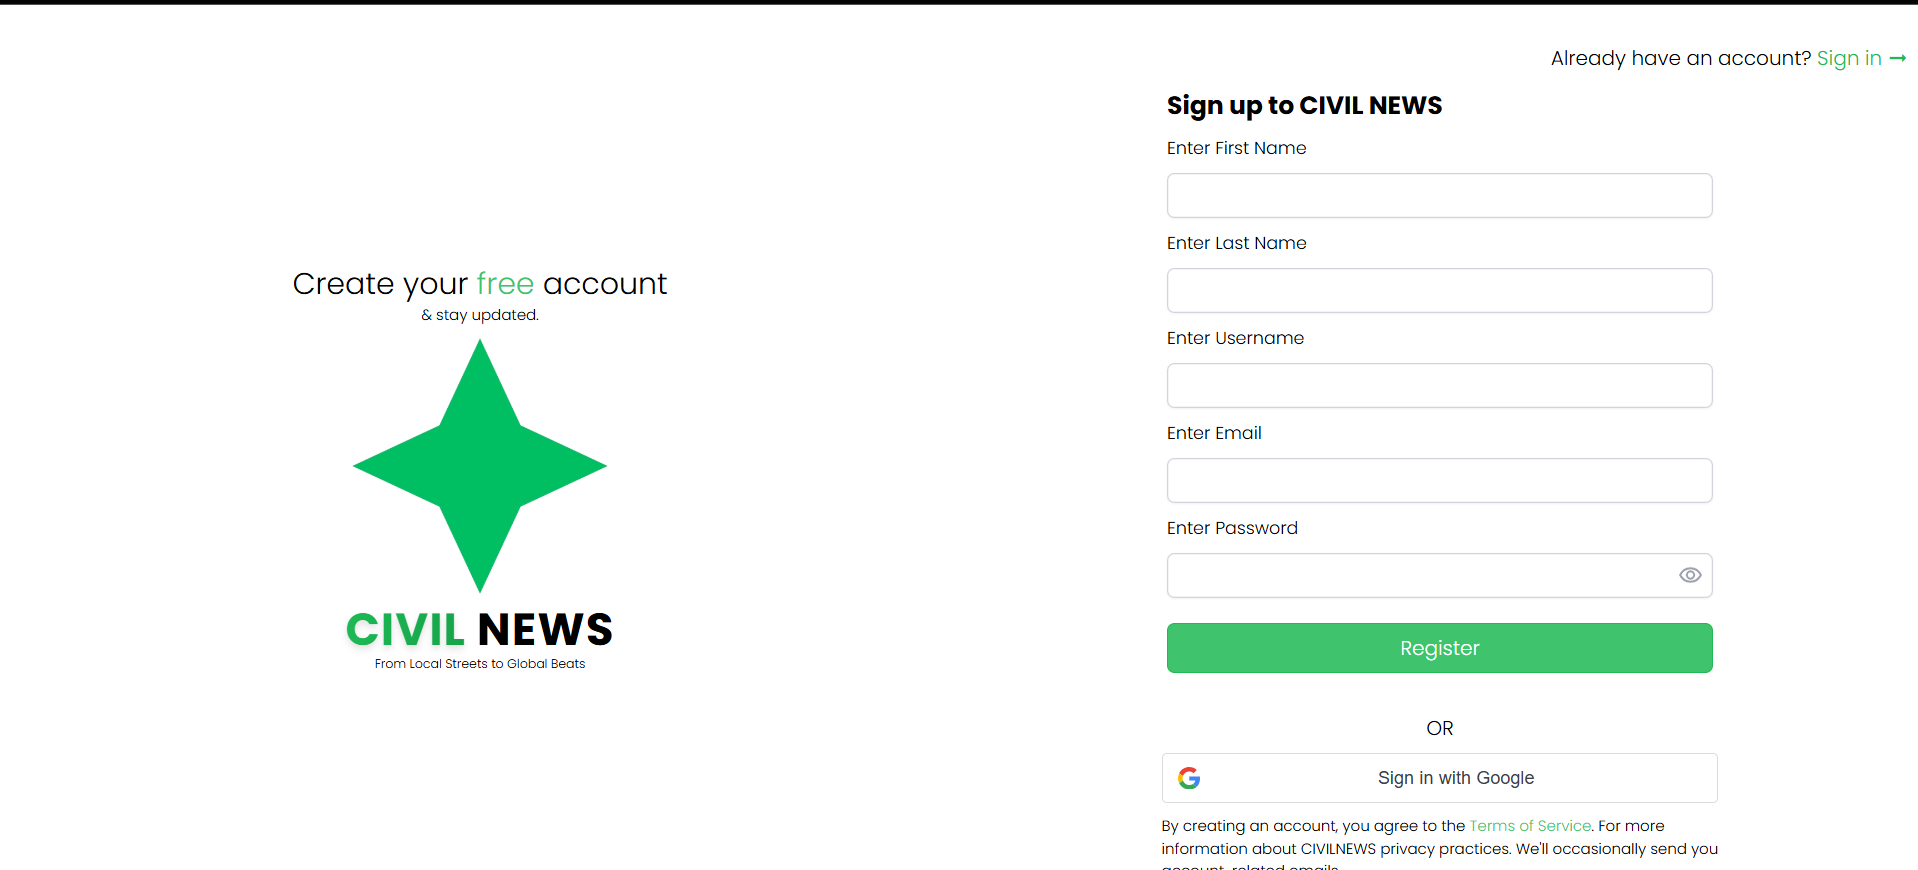 Already have an account? Sign in →
Create your free account
& stay updated.
CIVIL NEWS
From Local Streets to Global Beats
Sign up to CIVIL NEWS
Enter First Name
Enter Last Name
Enter Username
Enter Email
Enter Password
Register
OR
Sign in with Google
By creating an account, you agree to the Terms of Service. For more
information about CIVILNEWS privacy practices. We'll occasionally send you
account-related emails